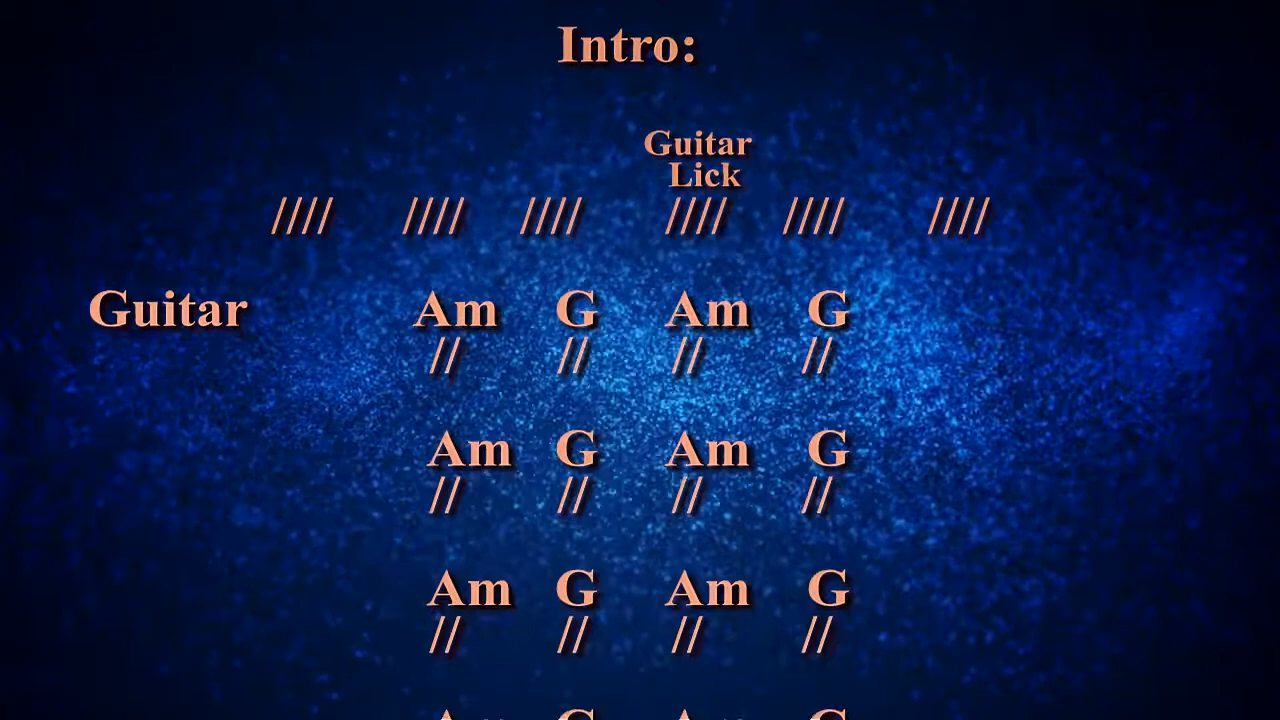 Intro:
Guitar
Lick
//// //// //// //// //// ////
Guitar Am G Am G
// // // //
Am G Am G
// // // //
Am G Am G
// // // //